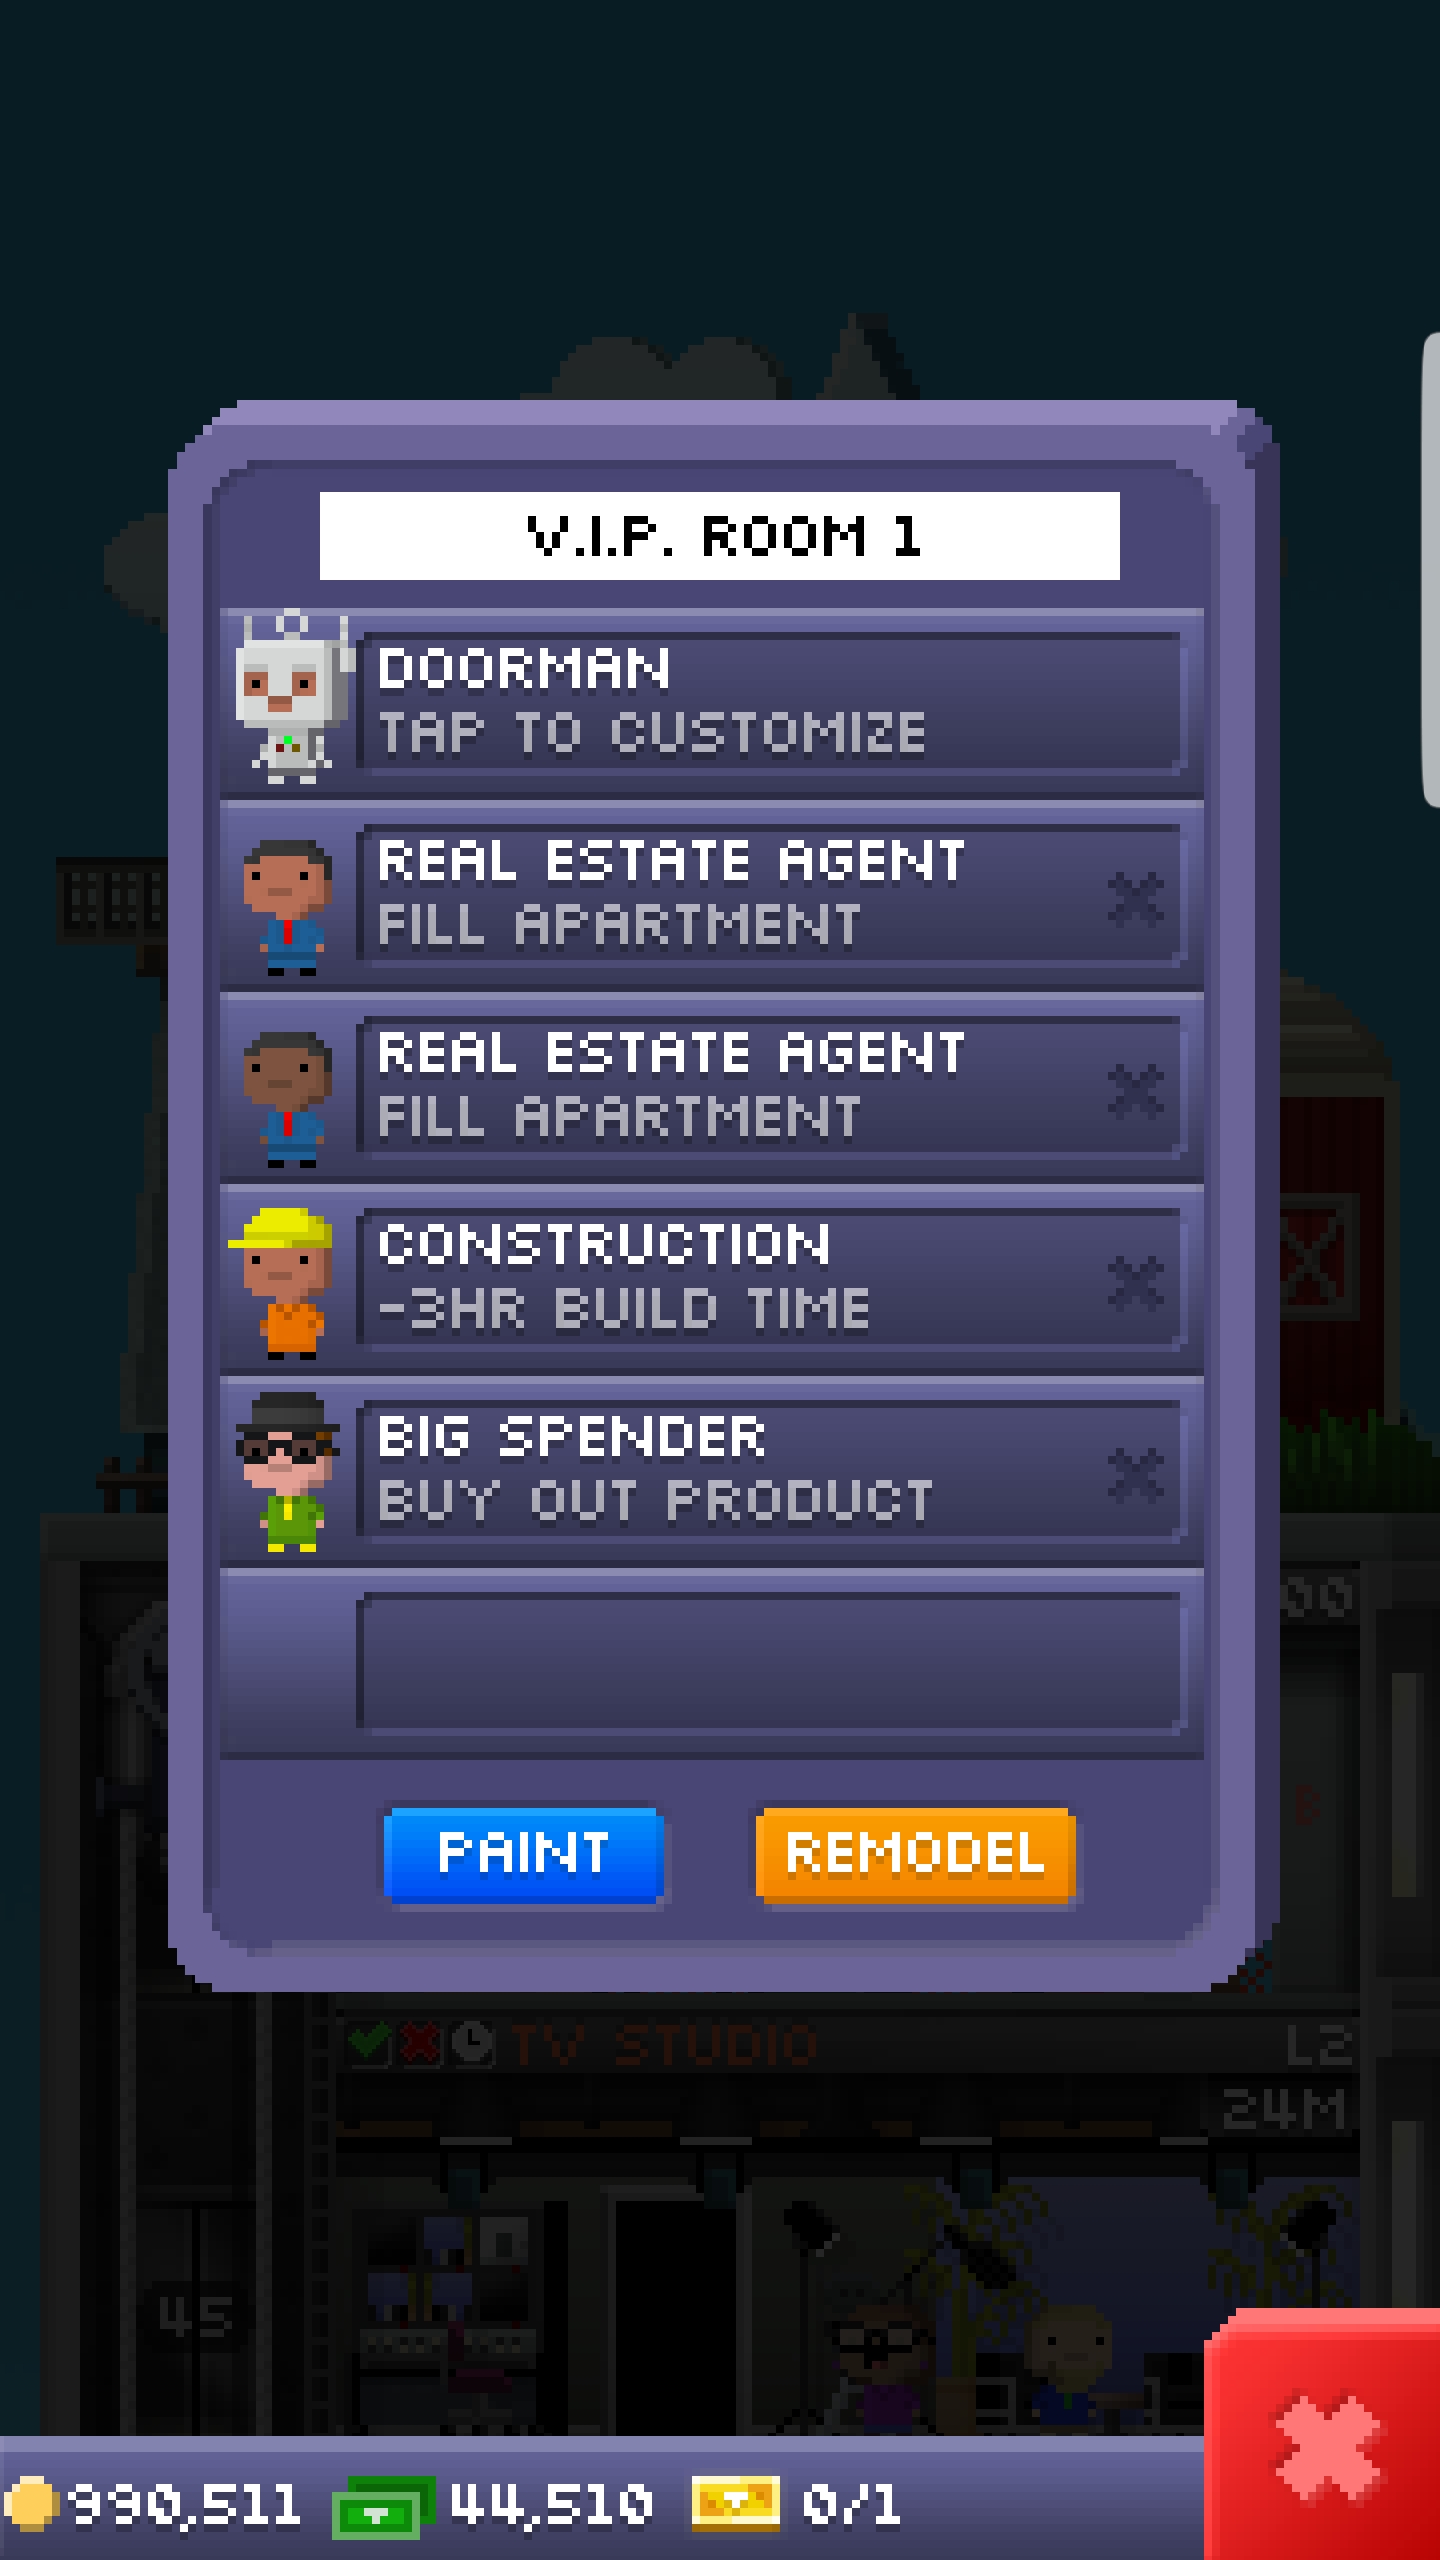 V.I.P. ROOM 1
DOORMAN
TAP TO CUSTOMIZE
REAL ESTATE AGENT
FILL APARTMENT
REAL ESTATE AGENT
FILL APARTMENT
CONSTRUCTION
-3HR BUILD TIME
BIG SPENDER
BUY OUT PRODUCT
00
B
PAINT
REMODEL
TV STUDIO
L2
24M
45
990,511
44,510
0/1